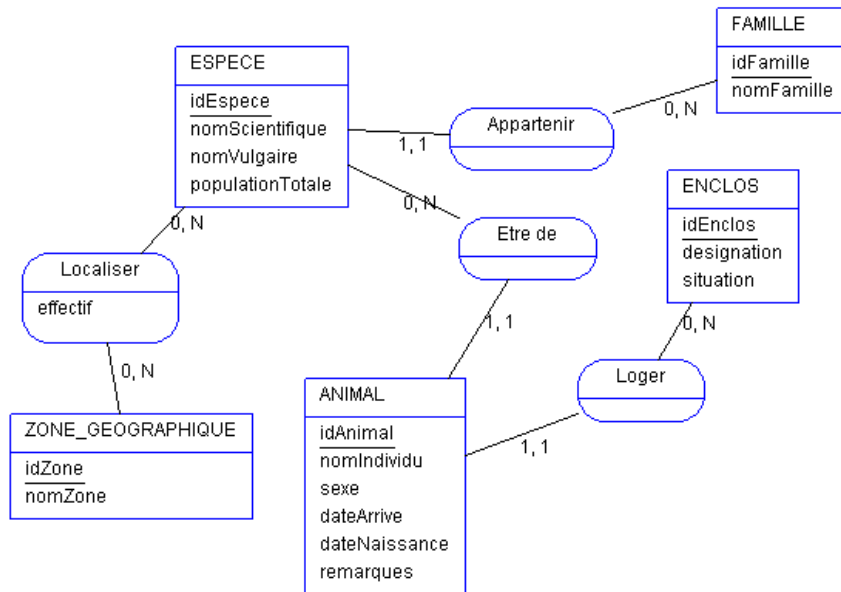 FAMILLE
idFamille
nomFamille
ESPECE
idEspece
nomScientifique
nomVulgaire
populationTotale
Appartenir
1, 1
0, N
ENCLOS
idEnclos
designation
situation
0, N
Etre de
0, N
Localiser
effectif
1, 1
0, N
0, N
Loger
ZONE_GEOGRAPHIQUE
idZone
nomZone
ANIMAL
idAnimal
nomIndividu
sexe
dateArrive
dateNaissance
remarques
1, 1